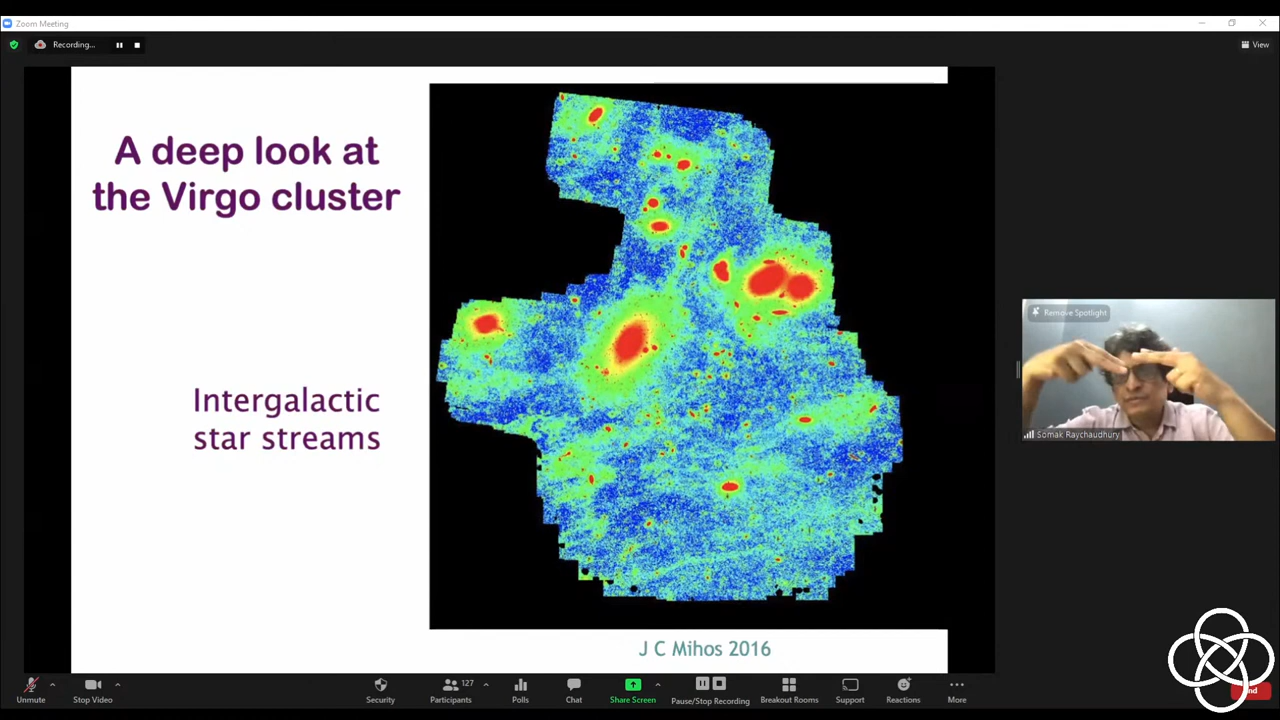 Zoom Meeting
Recording...
View
A deep look at
the Virgo cluster
Intergalactic
star streams
J C Mihos 2016
Remove Spotlight
Somak Raychaudhury
Unmute
Stop Video
Security
127
Participants
Polls
Chat
Share Screen
Pause/Stop Recording
Breakout Rooms
Support
Reactions
More